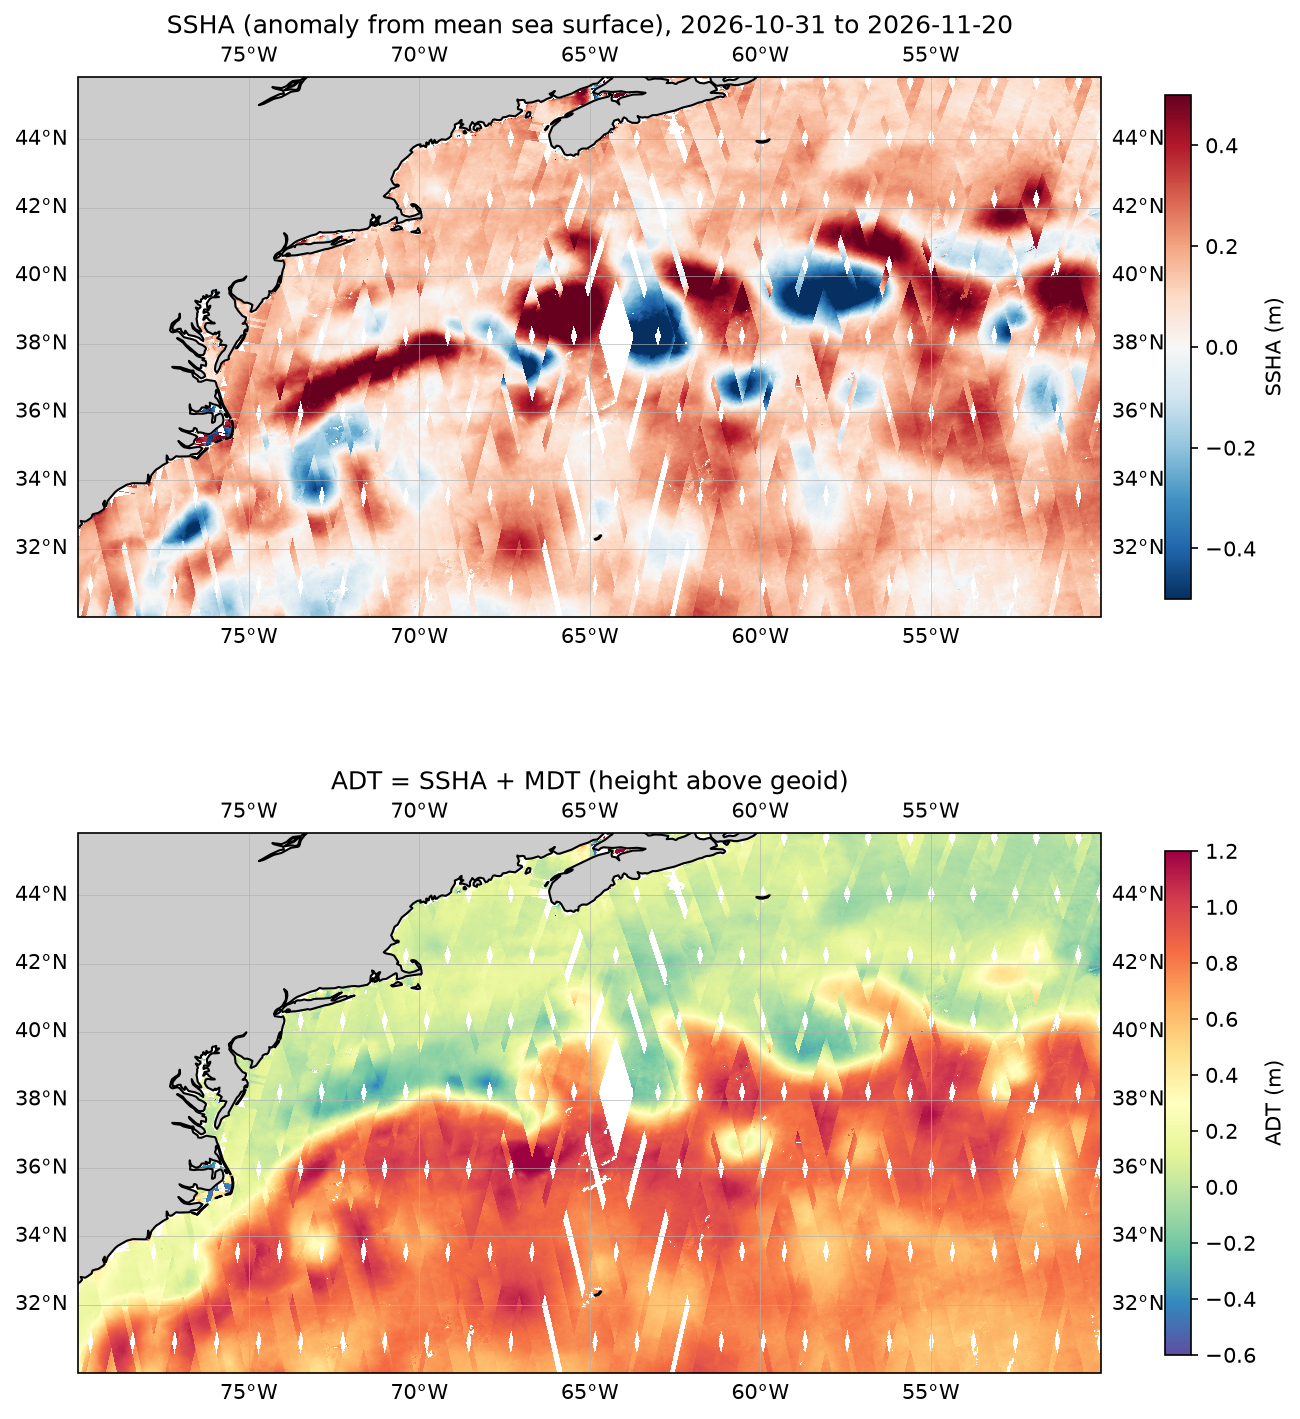 SSHA (anomaly from mean sea surface), 2026-10-31 to 2026-11-20
75°W 70°W 65°W 60°W 55°W
44°N 44°N
42°N 42°N
40°N 40°N
38°N 38°N
36°N 36°N
34°N 34°N
32°N 32°N
75°W 70°W 65°W 60°W 55°W
0.4
0.2
0.0
−0.2
−0.4
SSHA (m)
ADT = SSHA + MDT (height above geoid)
75°W 70°W 65°W 60°W 55°W
44°N 44°N
42°N 42°N
40°N 40°N
38°N 38°N
36°N 36°N
34°N 34°N
32°N 32°N
75°W 70°W 65°W 60°W 55°W
1.2
1.0
0.8
0.6
0.4
0.2
0.0
−0.2
−0.4
−0.6
ADT (m)